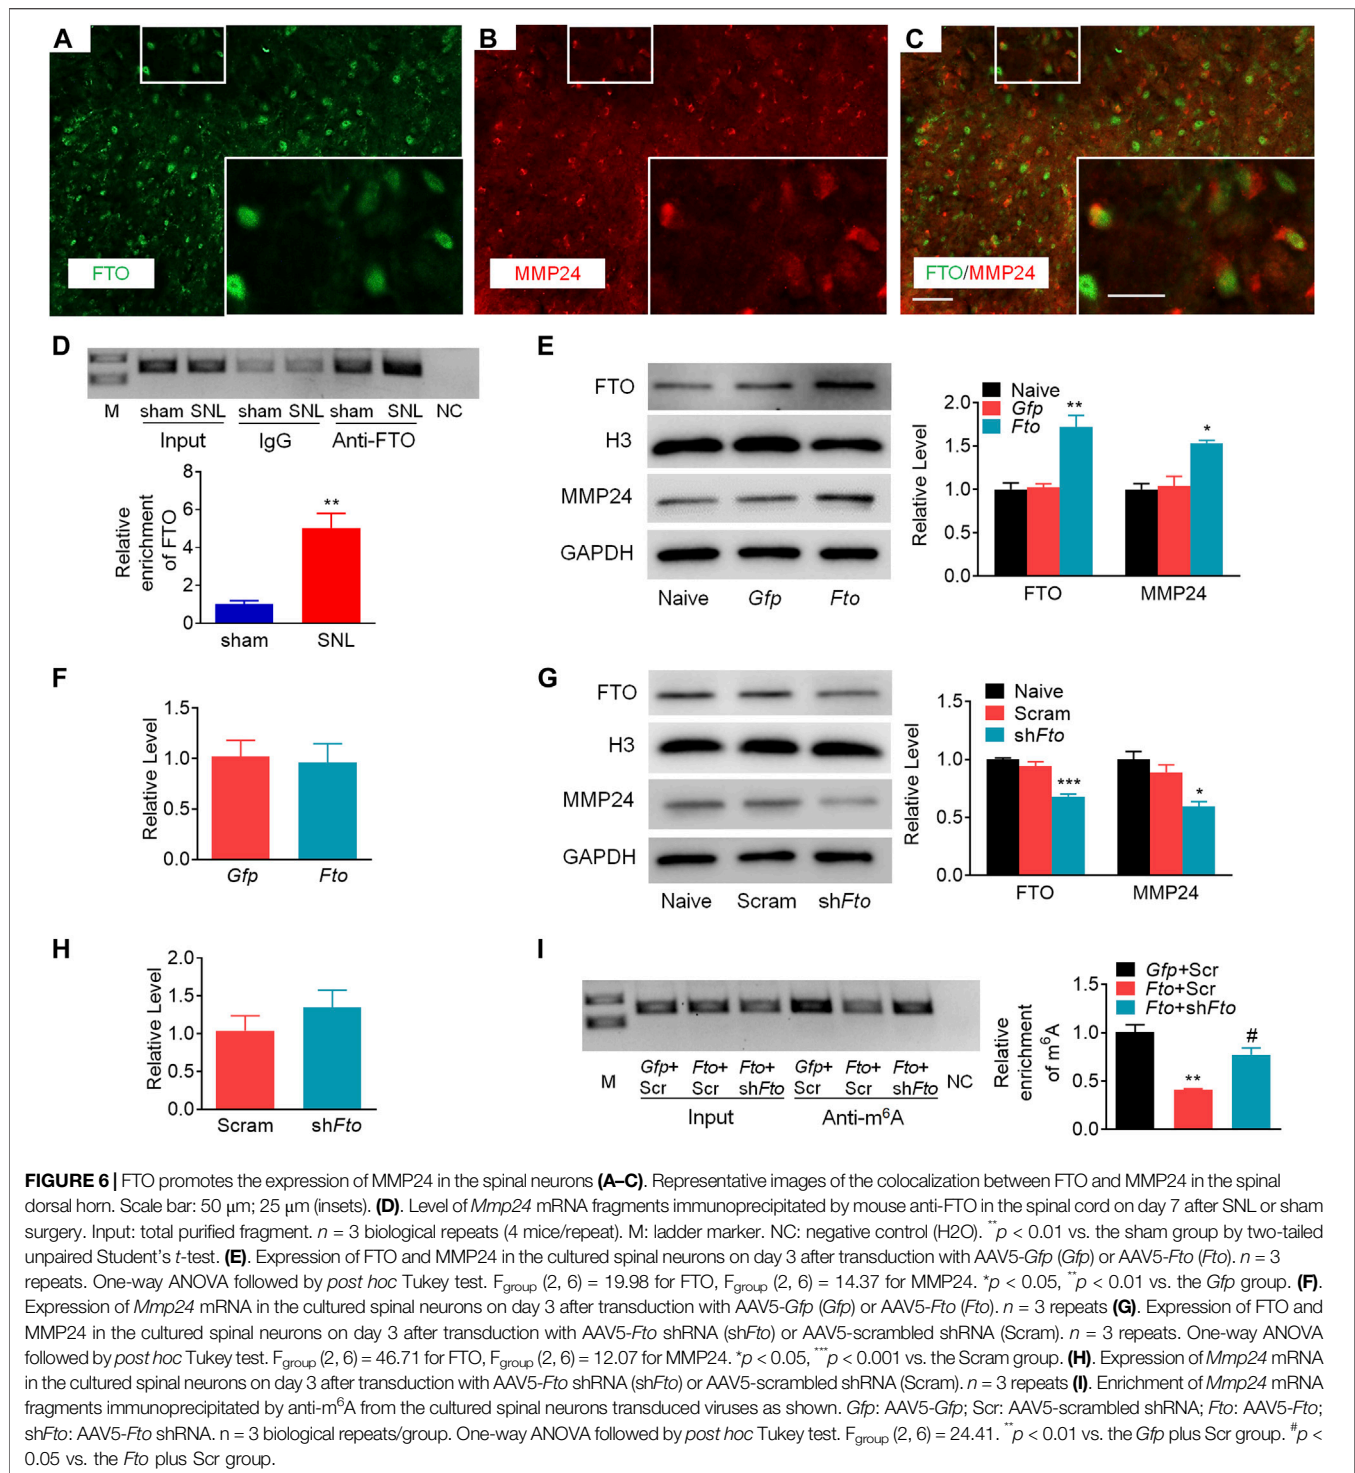 A
B
C
FTO
MMP24
FTO/MMP24
D
M
sham SNL
sham SNL
sham SNL
NC
Input
IgG
Anti-FTO
Relative
enrichment
of FTO
8
6
4
2
0
**
sham
SNL
E
FTO
H3
MMP24
GAPDH
Naive
Gfp
Fto
Naive
Gfp
Fto
Relative Level
2.0
1.5
1.0
0.5
0.0
**
*
FTO
MMP24
F
Relative Level
1.5
1.0
0.5
0.0
Gfp
Fto
G
FTO
H3
MMP24
GAPDH
Naive
Scram
shFto
Naive
Scram
shFto
Relative Level
1.5
1.0
0.5
0.0
***
*
FTO
MMP24
H
Relative Level
2.0
1.5
1.0
0.5
0.0
Scram
shFto
I
Gfp+ Fto+ Fto+ Gfp+ Fto+ Fto+
M Scr Scr shFto Scr Scr shFto NC
Input
Anti-m⁶A
Gfp+Scr
Fto+Scr
Fto+shFto
Relative
enrichment
of m⁶A
1.5
1.0
0.5
0.0
**
#
FIGURE 6 | FTO promotes the expression of MMP24 in the spinal neurons (A–C). Representative images of the colocalization between FTO and MMP24 in the spinal
dorsal horn. Scale bar: 50 μm; 25 μm (insets). (D). Level of Mmp24 mRNA fragments immunoprecipitated by mouse anti-FTO in the spinal cord on day 7 after SNL or sham
surgery. Input: total purified fragment. n = 3 biological repeats (4 mice/repeat). M: ladder marker. NC: negative control (H2O). **p < 0.01 vs. the sham group by two-tailed
unpaired Student's t-test. (E). Expression of FTO and MMP24 in the cultured spinal neurons on day 3 after transduction with AAV5-Gfp (Gfp) or AAV5-Fto (Fto). n = 3
repeats. One-way ANOVA followed by post hoc Tukey test. Fgroup (2, 6) = 19.98 for FTO, Fgroup (2, 6) = 14.37 for MMP24. *p < 0.05, **p < 0.01 vs. the Gfp group. (F).
Expression of Mmp24 mRNA in the cultured spinal neurons on day 3 after transduction with AAV5-Gfp (Gfp) or AAV5-Fto (Fto). n = 3 repeats (G). Expression of FTO and
MMP24 in the cultured spinal neurons on day 3 after transduction with AAV5-Fto shRNA (shFto) or AAV5-scrambled shRNA (Scram). n = 3 repeats. One-way ANOVA
followed by post hoc Tukey test. Fgroup (2, 6) = 46.71 for FTO, Fgroup (2, 6) = 12.07 for MMP24. *p < 0.05, ***p < 0.001 vs. the Scram group. (H). Expression of Mmp24 mRNA
in the cultured spinal neurons on day 3 after transduction with AAV5-Fto shRNA (shFto) or AAV5-scrambled shRNA (Scram). n = 3 repeats (I). Enrichment of Mmp24 mRNA
fragments immunoprecipitated by anti-m⁶A from the cultured spinal neurons transduced viruses as shown. Gfp: AAV5-Gfp; Scr: AAV5-scrambled shRNA; Fto: AAV5-Fto;
shFto: AAV5-Fto shRNA. n = 3 biological repeats/group. One-way ANOVA followed by post hoc Tukey test. Fgroup (2, 6) = 24.41. **p < 0.01 vs. the Gfp plus Scr group. #p <
0.05 vs. the Fto plus Scr group.